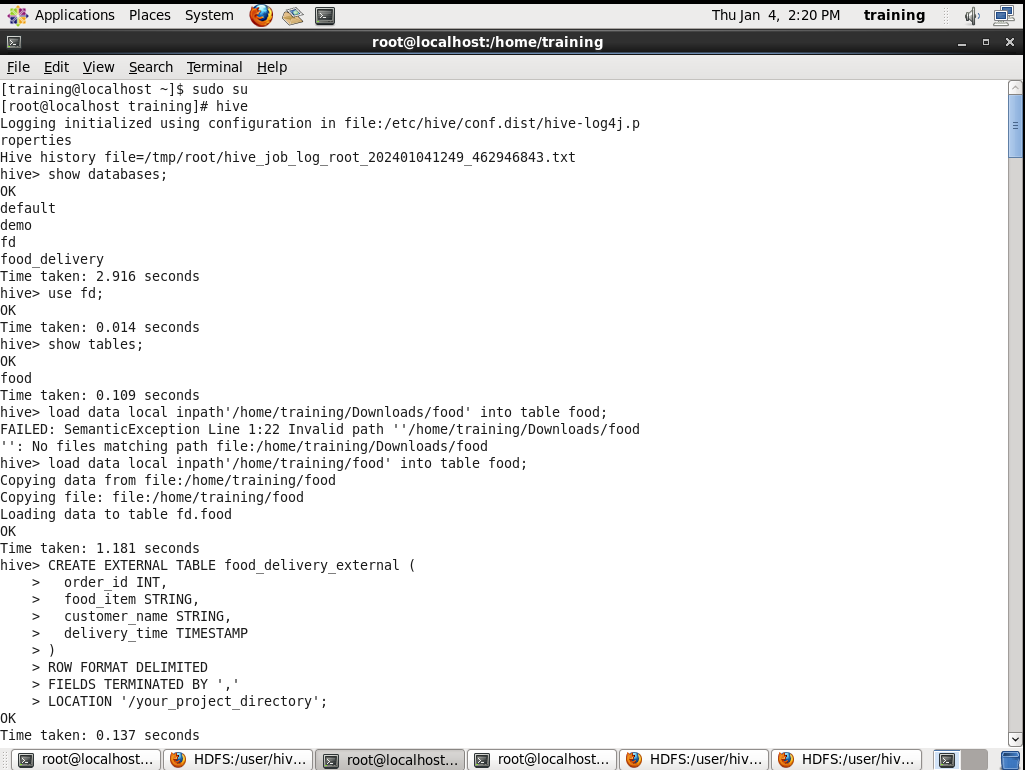 Applications Places System Thu Jan 4, 2:20 PM training
root@localhost:/home/training
File Edit View Search Terminal Help
[training@localhost ~]$ sudo su
[root@localhost training]# hive
Logging initialized using configuration in file:/etc/hive/conf.dist/hive-log4j.p
roperties
Hive history file=/tmp/root/hive_job_log_root_202401041249_462946843.txt
hive> show databases;
OK
default
demo
fd
food_delivery
Time taken: 2.916 seconds
hive> use fd;
OK
Time taken: 0.014 seconds
hive> show tables;
OK
food
Time taken: 0.109 seconds
hive> load data local inpath'/home/training/Downloads/food' into table food;
FAILED: SemanticException Line 1:22 Invalid path ''/home/training/Downloads/food
'': No files matching path file:/home/training/Downloads/food
hive> load data local inpath'/home/training/food' into table food;
Copying data from file:/home/training/food
Copying file: file:/home/training/food
Loading data to table fd.food
OK
Time taken: 1.181 seconds
hive> CREATE EXTERNAL TABLE food_delivery_external (
    >   order_id INT,
    >   food_item STRING,
    >   customer_name STRING,
    >   delivery_time TIMESTAMP
    > )
    > ROW FORMAT DELIMITED
    > FIELDS TERMINATED BY ','
    > LOCATION '/your_project_directory';
OK
Time taken: 0.137 seconds
root@localhost... HDFS:/user/hiv... root@localhost... root@localhost... HDFS:/user/hiv... HDFS:/user/hiv...